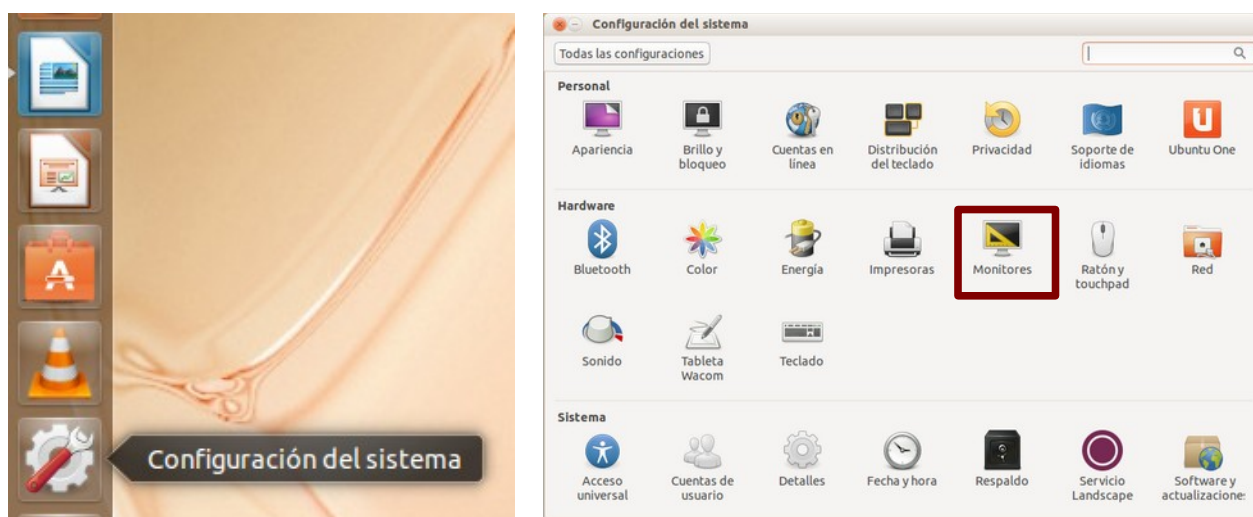 Configuración del sistema
Configuración del sistema
Todas las configuraciones
Personal
Apariencia
Brillo y
bloqueo
Cuentas en
línea
Distribución
del teclado
Privacidad
Soporte de
idiomas
Ubuntu One
Hardware
Bluetooth
Color
Energía
Impresoras
Monitores
Ratón y
touchpad
Red
Sonido
Tableta
Wacom
Teclado
Sistema
Acceso
universal
Cuentas de
usuario
Detalles
Fecha y hora
Respaldo
Servicio
Landscape
Software y
actualizaciones